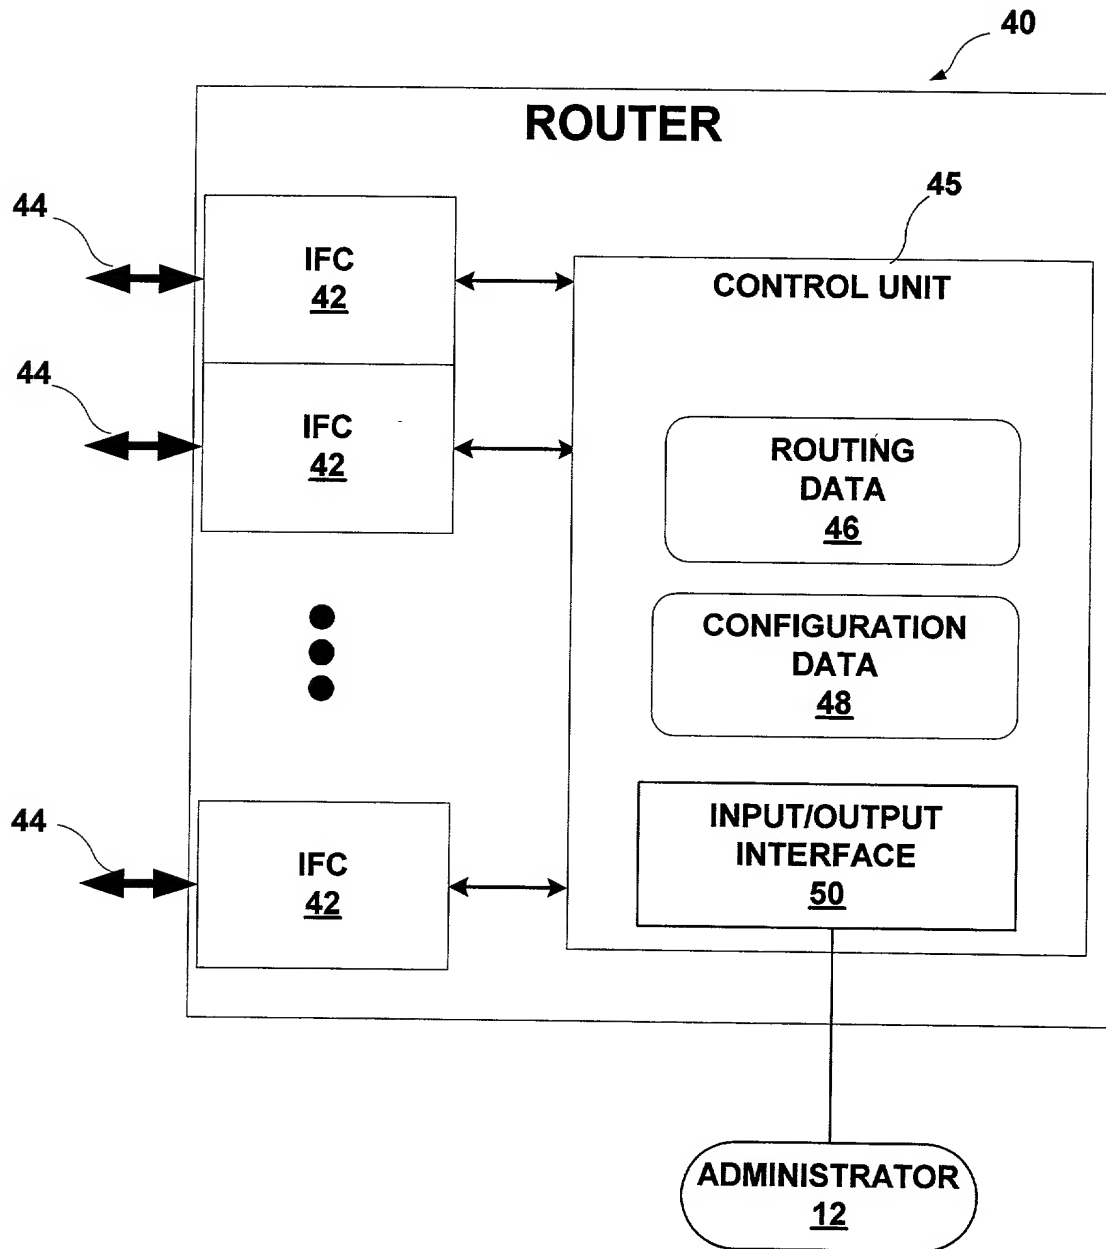 40
ROUTER
45
44
IFC
42
CONTROL UNIT
44
IFC
42
ROUTING
DATA
46
CONFIGURATION
DATA
48
44
IFC
42
INPUT/OUTPUT
INTERFACE
50
ADMINISTRATOR
12